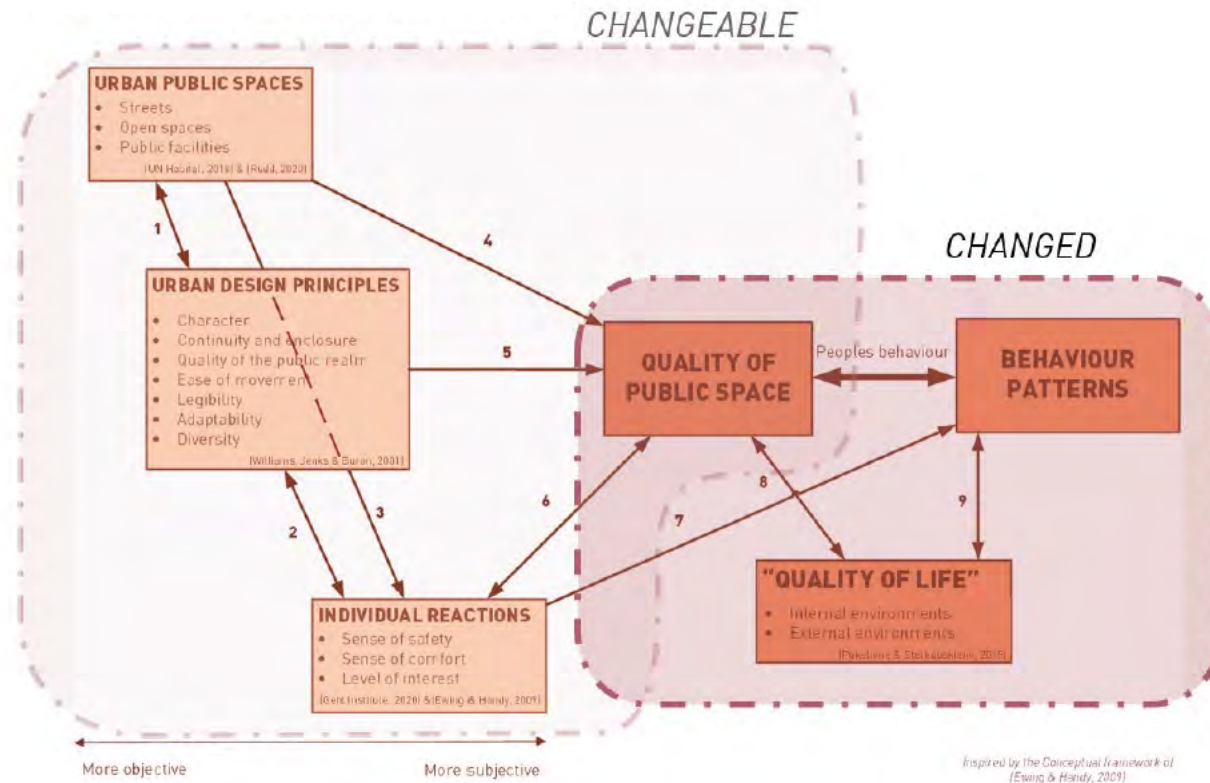 CHANGEABLE
URBAN PUBLIC SPACES
• Streets
• Open spaces
• Public facilities
(UN Habitat, 2018) & (Rudd, 2020)
1
4
CHANGED
URBAN DESIGN PRINCIPLES
• Character
• Continuity and enclosure
• Quality of the public realm
• Ease of movement
• Legibility
• Adaptability
• Diversity
(Williams, Jenks & Buron, 2001)
5
QUALITY OF
PUBLIC SPACE
Peoples behaviour
BEHAVIOUR
PATTERNS
2
3
6
7
8
9
"QUALITY OF LIFE"
• Internal environments
• External environments
INDIVIDUAL REACTIONS
• Sense of safety
• Sense of comfort
• Level of interest
Institute, 2020) & (Ewing & Handy, 2009)
More objective
More subjective
Inspired by the Conceptual framework of
(Ewing & Handy, 2009)